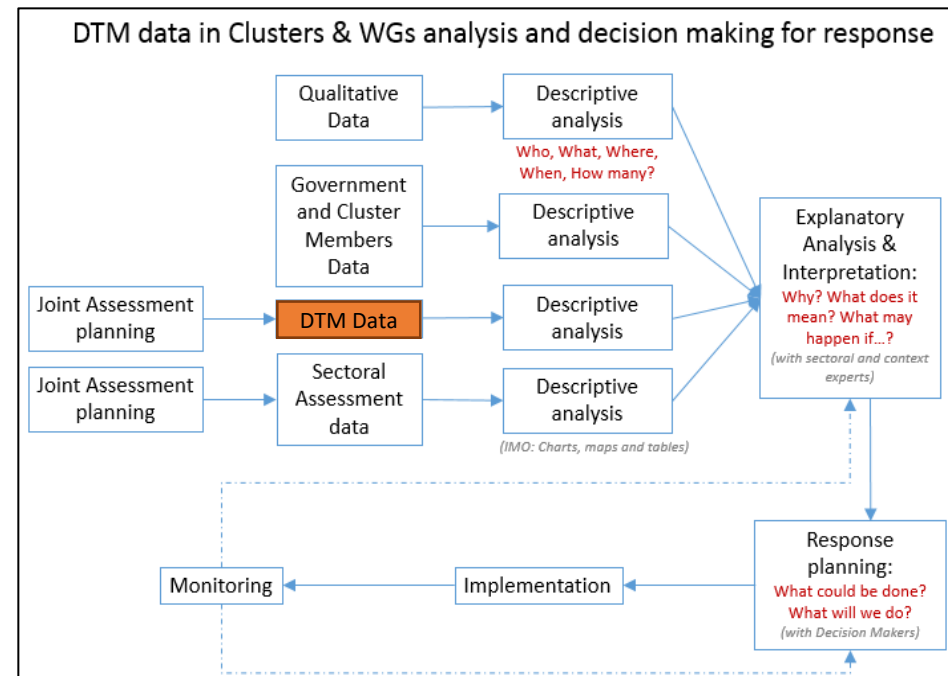 DTM data in Clusters & WGs analysis and decision making for response
Qualitative
Data
Descriptive
analysis
Who, What, Where,
When, How many?
Government
and Cluster
Members
Data
Descriptive
analysis
Explanatory
Analysis &
Interpretation:
Why? What does it
mean? What may
happen if...?
(with sectoral and context
experts)
Joint Assessment
planning
DTM Data
Descriptive
analysis
Joint Assessment
planning
Sectoral
Assessment
data
Descriptive
analysis
(IMO: Charts, maps and tables)
Monitoring
Implementation
Response
planning:
What could be done?
What will we do?
(with Decision Makers)